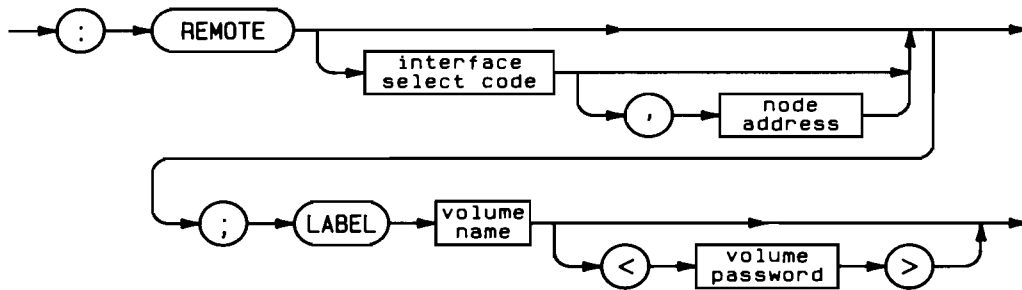 : REMOTE
interface
select code
, node
address
; LABEL volume
name
< volume
password >